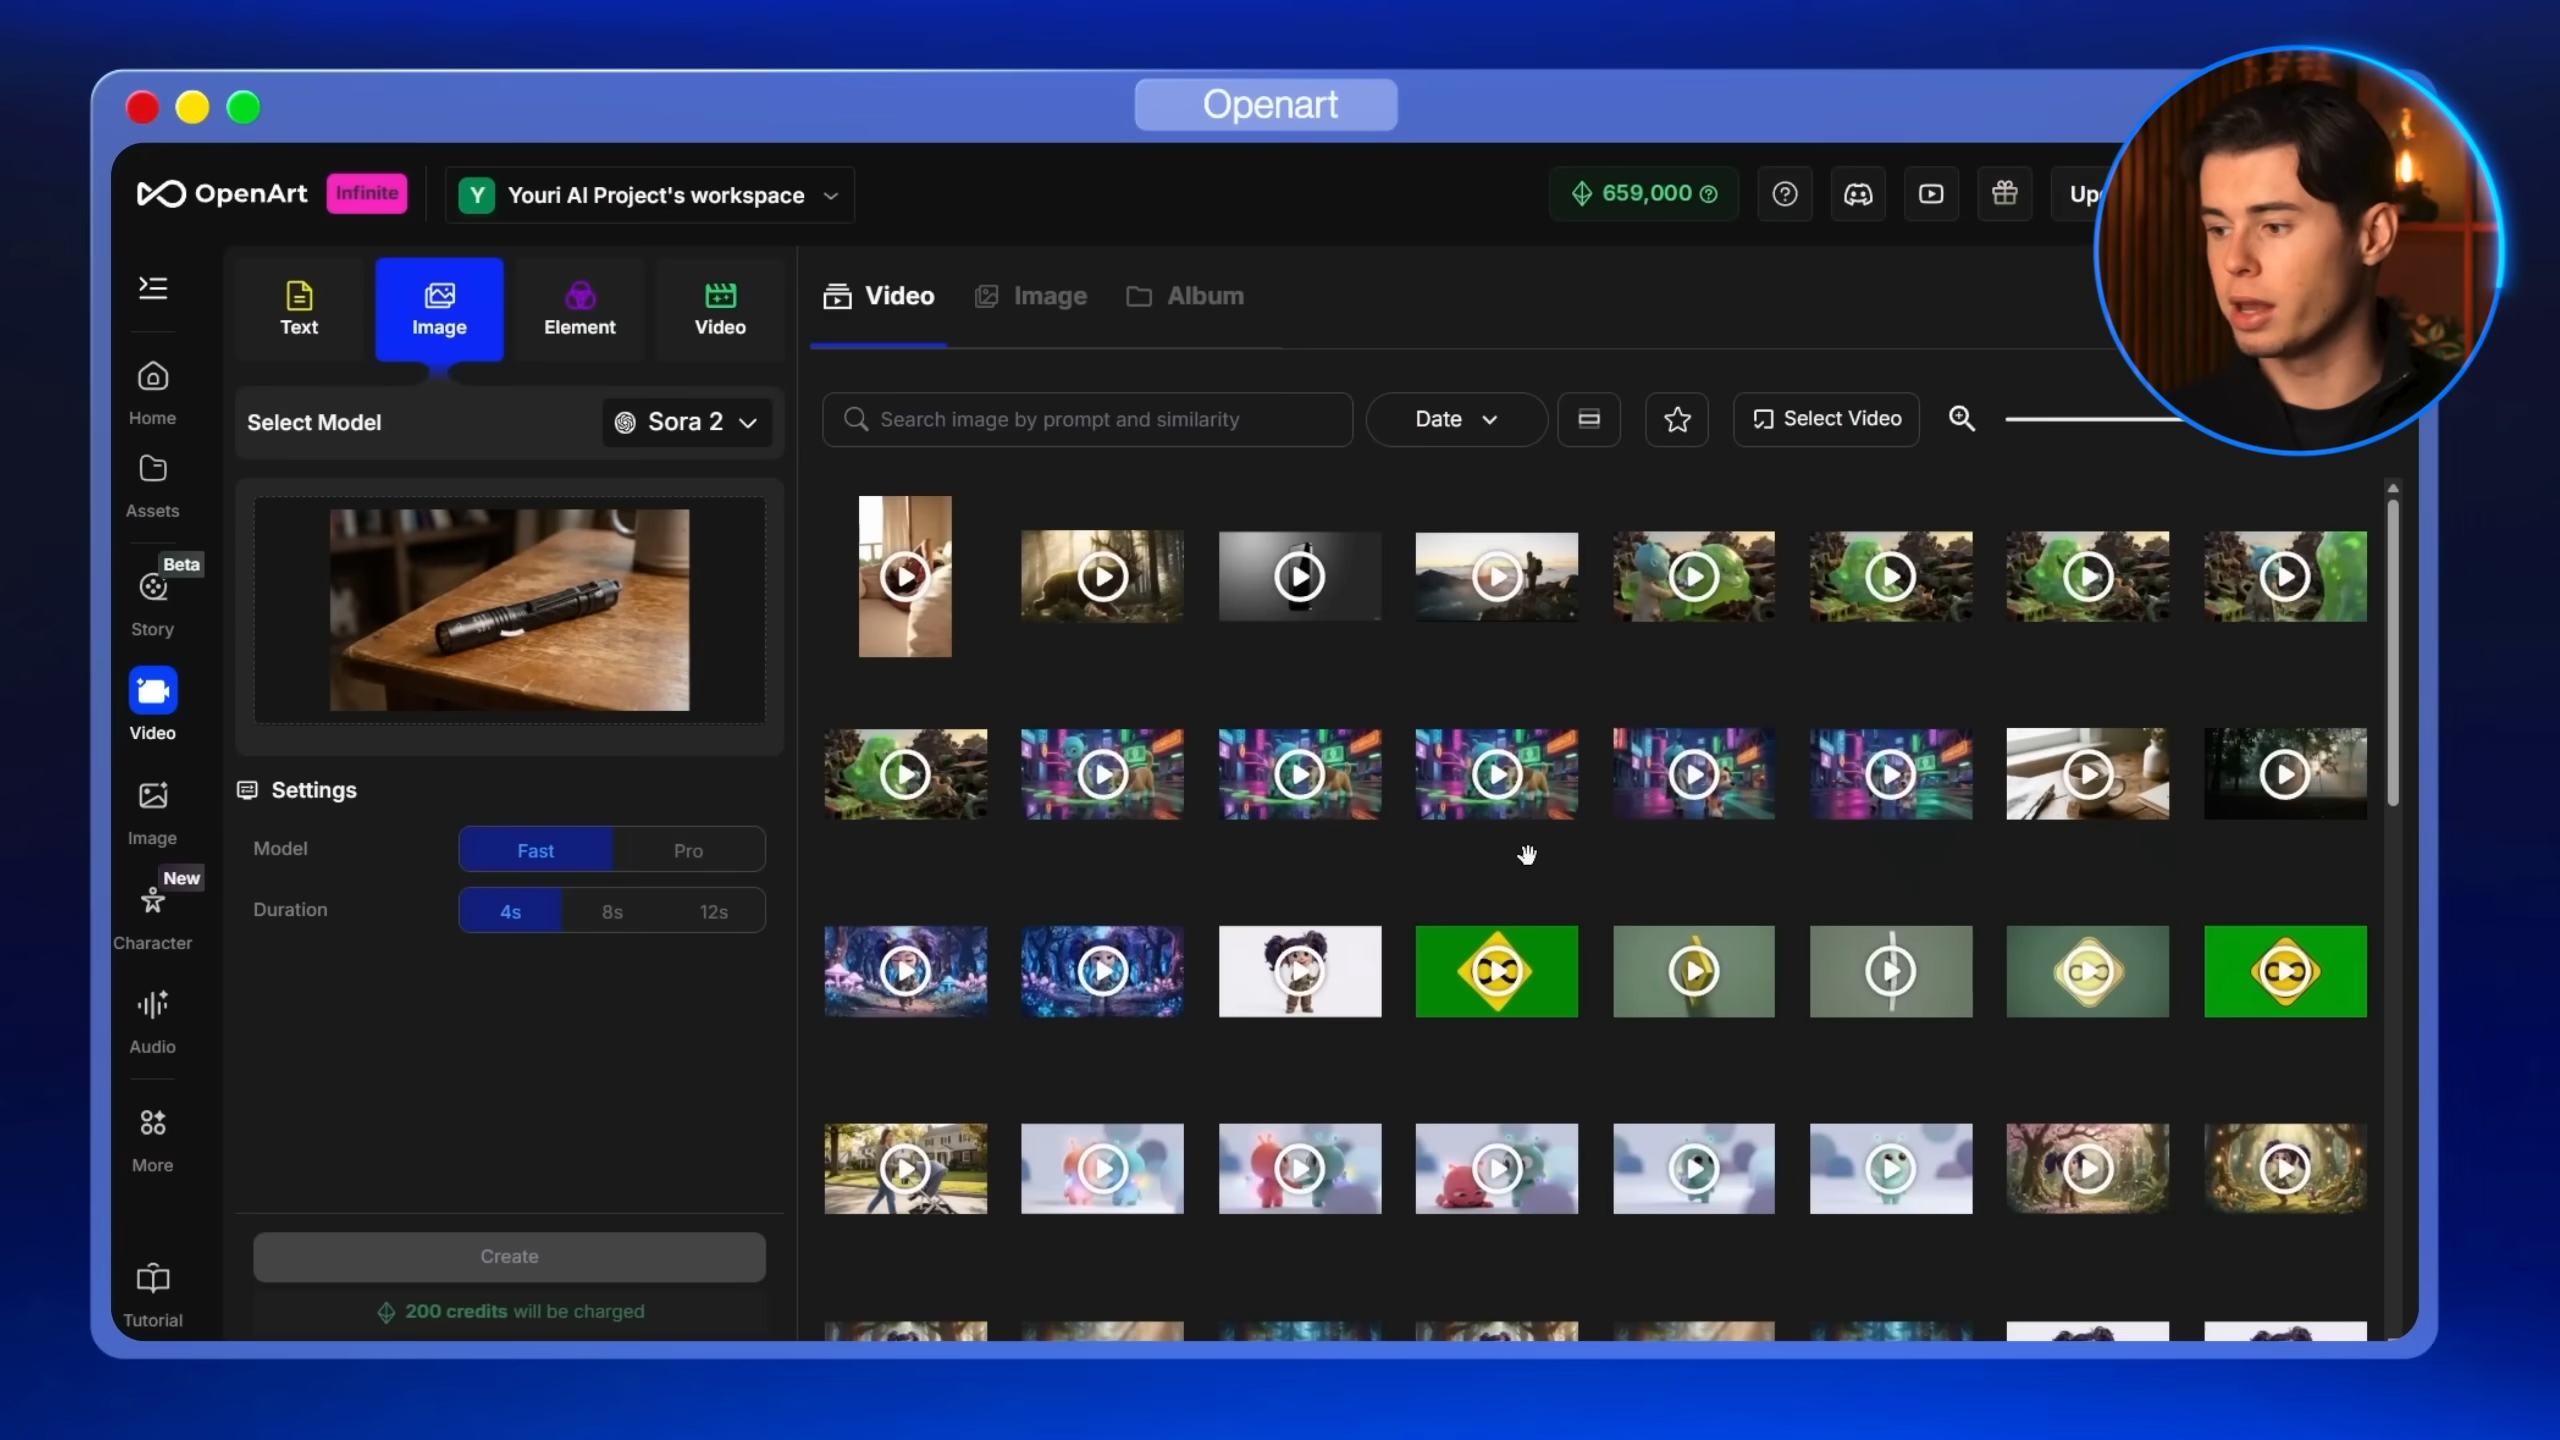 Openart
OpenArt Infinite
Y Youri AI Project's workspace
659,000
Text
Image
Element
Video
Video
Image
Album
Select Model
Sora 2
Search image by prompt and similarity
Date
Select Video
Home
Assets
Beta
Story
Video
Image
New
Character
Audio
More
Tutorial
Settings
Model
Fast
Pro
Duration
4s
8s
12s
Create
200 credits will be charged